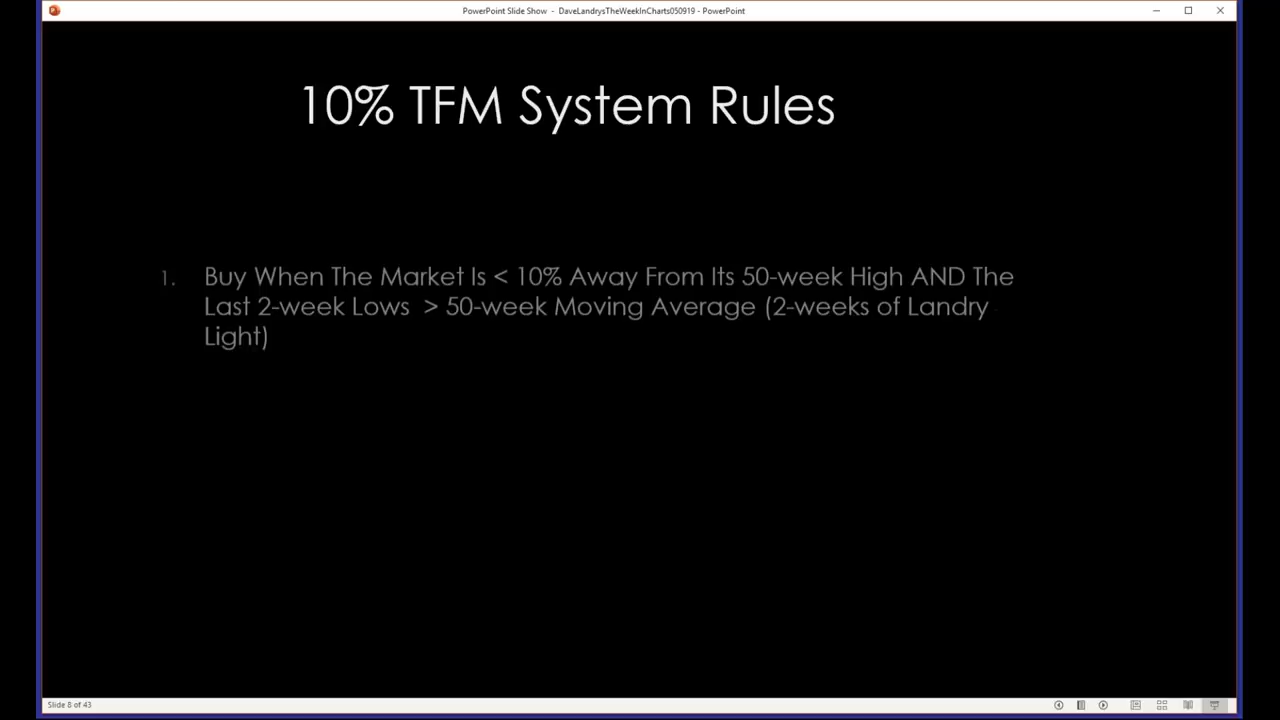 PowerPoint Slide Show - DaveLandrysTheWeekInCharts050919 - PowerPoint
10% TFM System Rules
1. Buy When The Market Is < 10% Away From Its 50-week High AND The
Last 2-week Lows > 50-week Moving Average (2-weeks of Landry
Light)
Slide 8 of 43